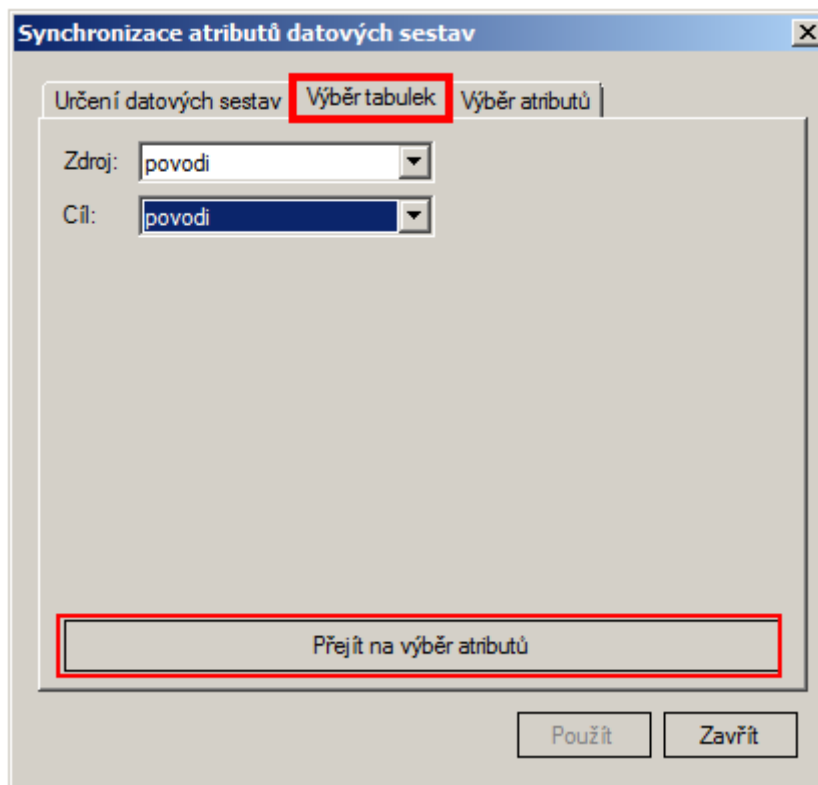 Synchronizace atributů datových sestav
Určení datových sestav Výběr tabulek Výběr atributů
Zdroj: povodi
Cíl: povodi
Přejít na výběr atributů
Použít Zavřít